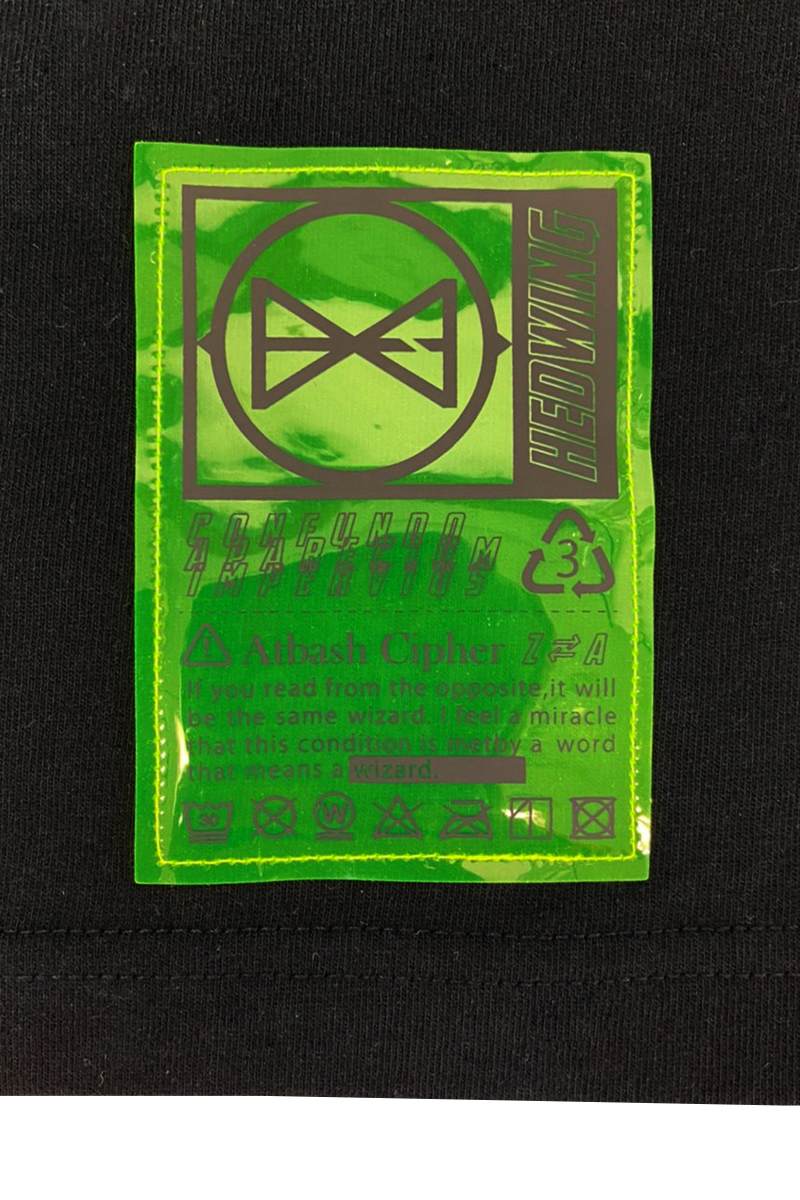 HEDWING
CONFUNDO
APARECIUM
IMPERVIUS
3
Atbash Cipher Z⇄A
If you read from the opposite,it will
be the same wizard. I feel a miracle
that this condition is metby a word
that means a wizard.
30 W